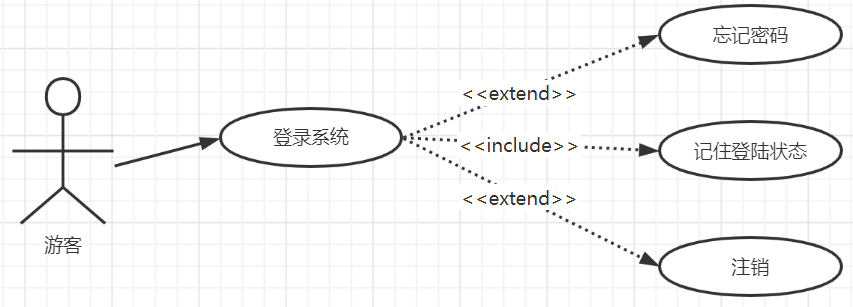 忘记密码
<<extend>>
登录系统
<<include>>
记住登陆状态
<<extend>>
游客
注销